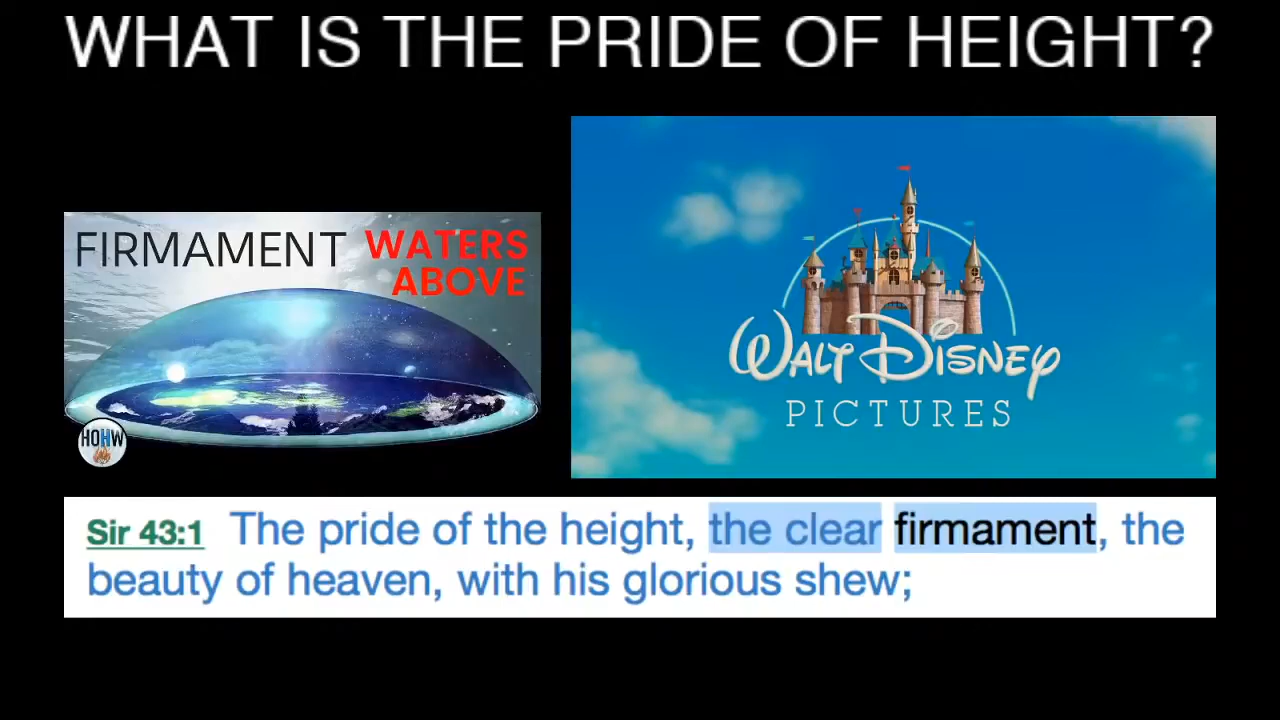 WHAT IS THE PRIDE OF HEIGHT?
FIRMAMENT WATERS
ABOVE
HOHW
WALT DISNEY
PICTURES
Sir 43:1 The pride of the height, the clear firmament, the
beauty of heaven, with his glorious shew;